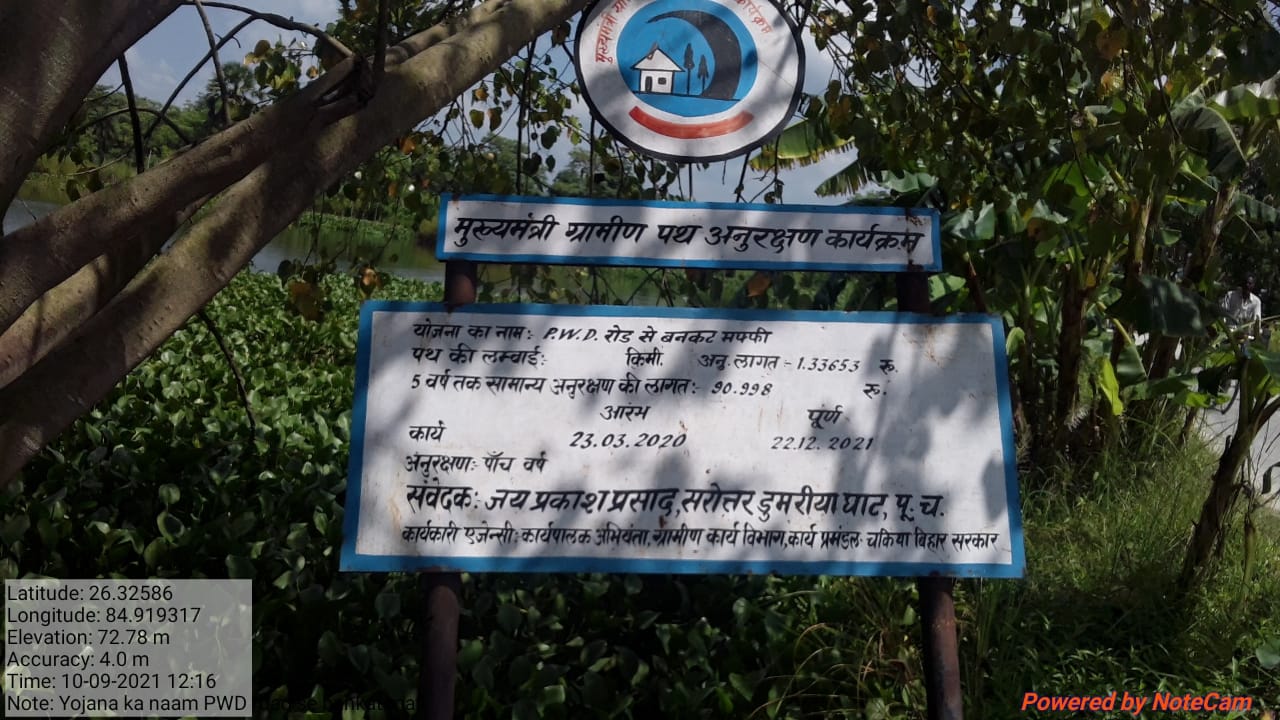 मुख्यमंत्री ग्रामीण पथ अनुरक्षण कार्यक्रम
योजना का नाम: P.W.D. रोड से बनकट मफ्फी
पथ की लम्बाई: किमी. अनु. लागत - 1.33653 रु.
5 वर्ष तक सामान्य अनुरक्षण की लागत: 90.998 रु.
आरंभ पूर्ण
कार्य 23.03.2020 22.12.2021
अनुरक्षण: पाँच वर्ष
संवेदक: जय प्रकाश प्रसाद, सरोत्तर डुमरीया घाट, पू. च.
कार्यकारी एजेन्सी: कार्यपालक अभियंता, ग्रामीण कार्य विभाग, कार्य प्रमंडल चकिया बिहार सरकार
Latitude: 26.32586
Longitude: 84.919317
Elevation: 72.78 m
Accuracy: 4.0 m
Time: 10-09-2021 12:16
Note: Yojana ka naam PWD
Powered by NoteCam